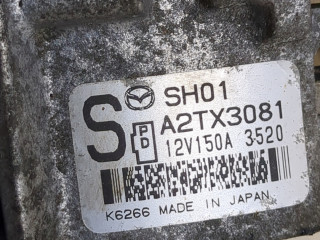 S SH01
P D A2TX3081
12V150A 3520
K6266 MADE IN JAPAN